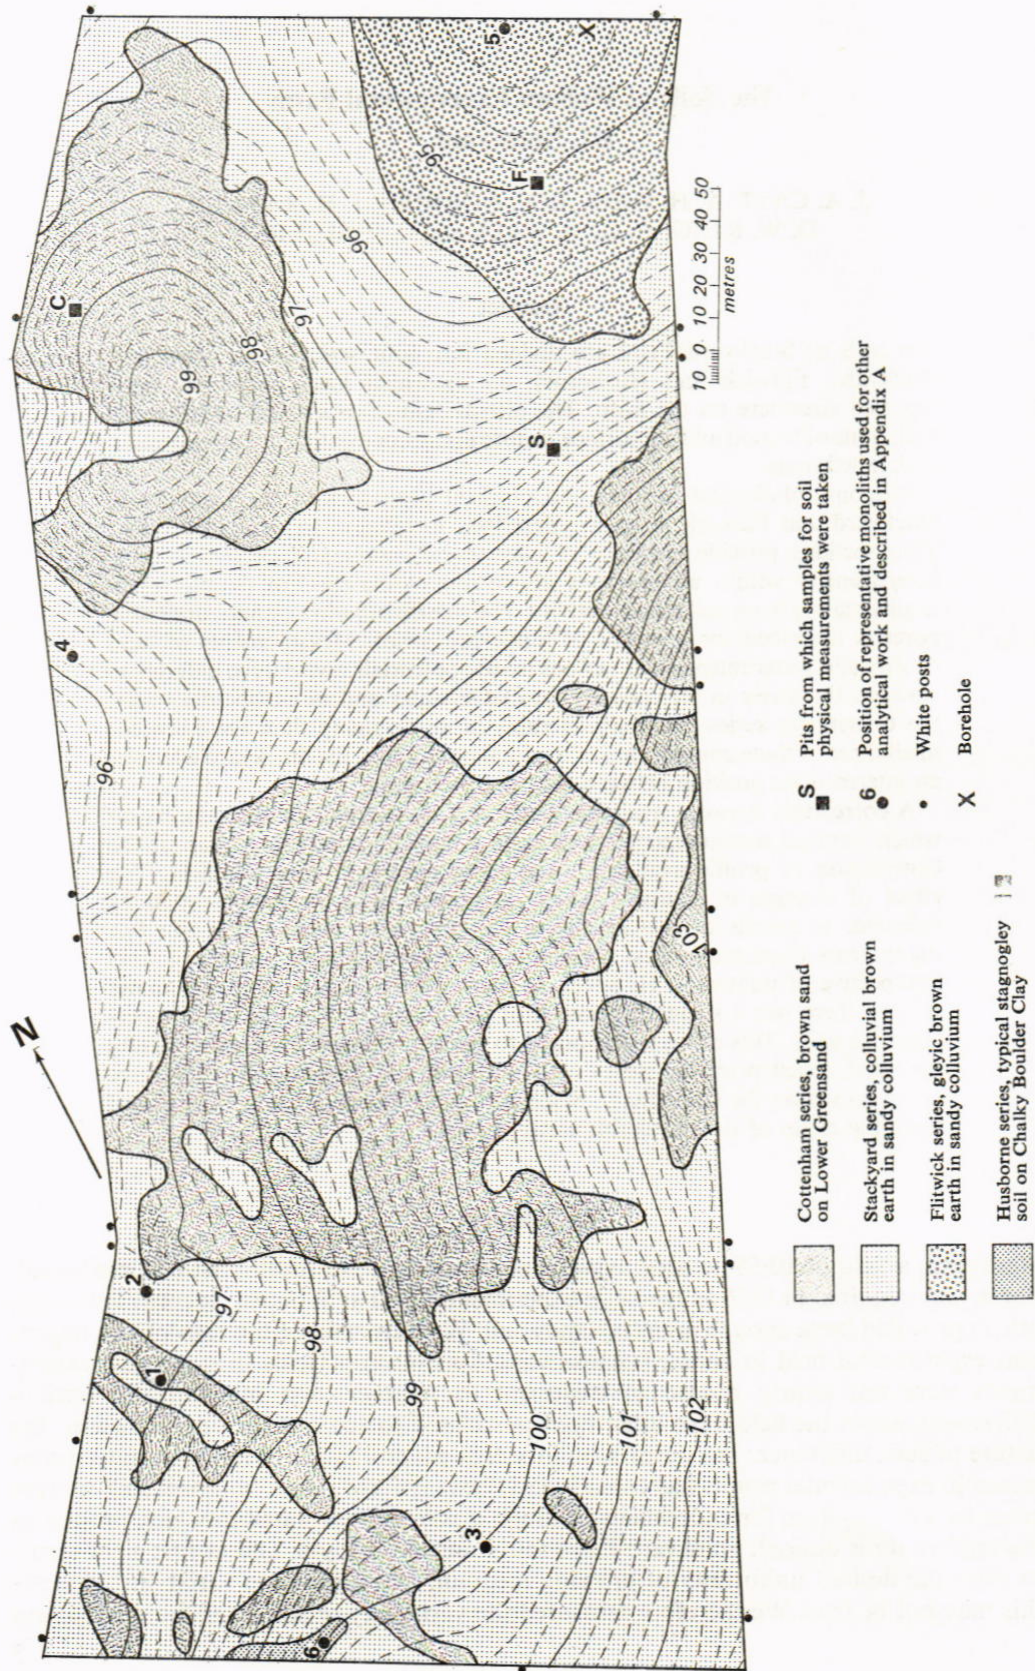 N
C
4
2
1
6
3
S
F
5
X
99
98
97
96
95
96
97
98
99
100
101
102
103
10 0 10 20 30 40 50
metres
Cottenham series, brown sand
on Lower Greensand
Stackyard series, colluvial brown
earth in sandy colluvium
Flitwick series, gleyic brown
earth in sandy colluvium
Husborne series, typical stagnogley
soil on Chalky Boulder Clay
S Pits from which samples for soil
physical measurements were taken
6 Position of representative monoliths used for other
analytical work and described in Appendix A
White posts
X Borehole